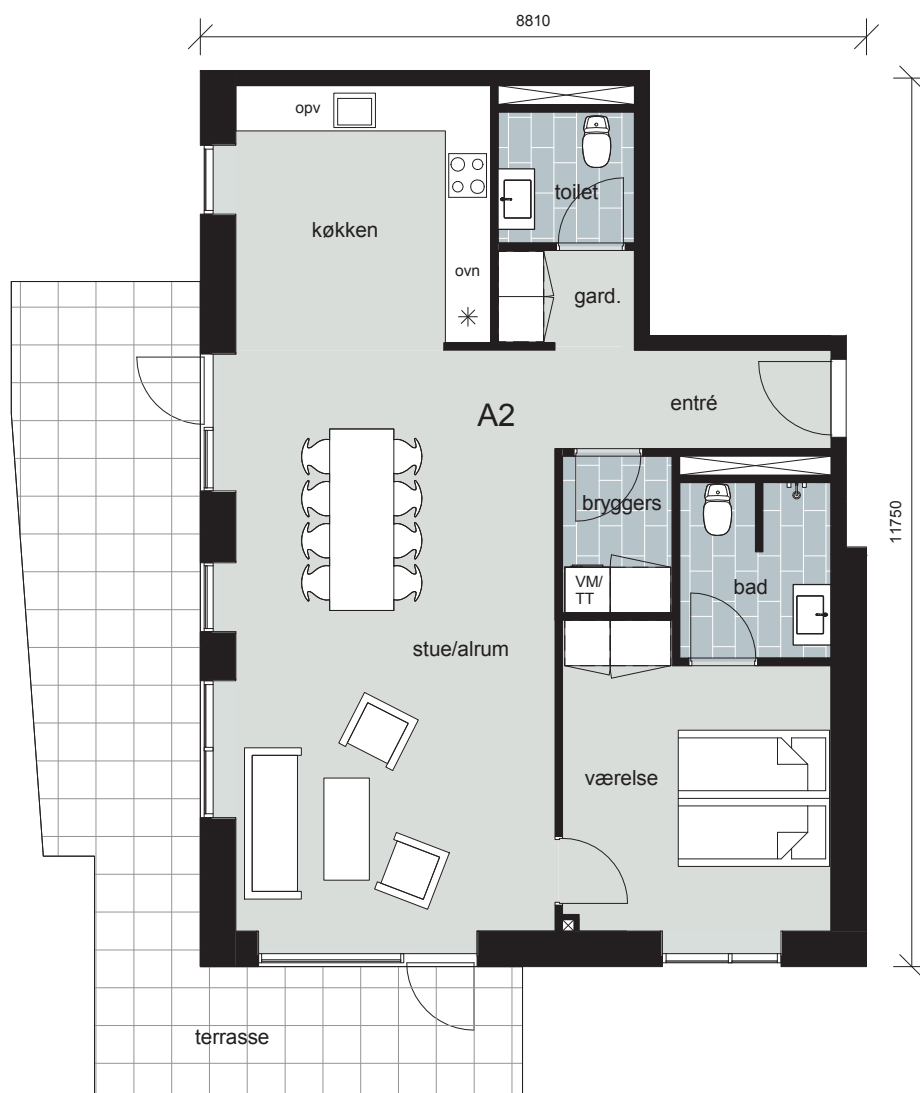 8810
opv
toilet
køkken
ovn
gard.
entré
A2
bryggers
11750
VM/
TT
bad
stue/alrum
værelse
terrasse